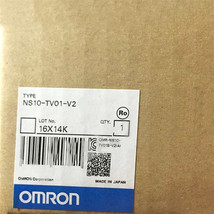 TYPE
NS10-TV01-V2
LOT No.
QTY.
Ro
16X14K
1
OMRON Corporation
OMRON
MADE IN JAPAN